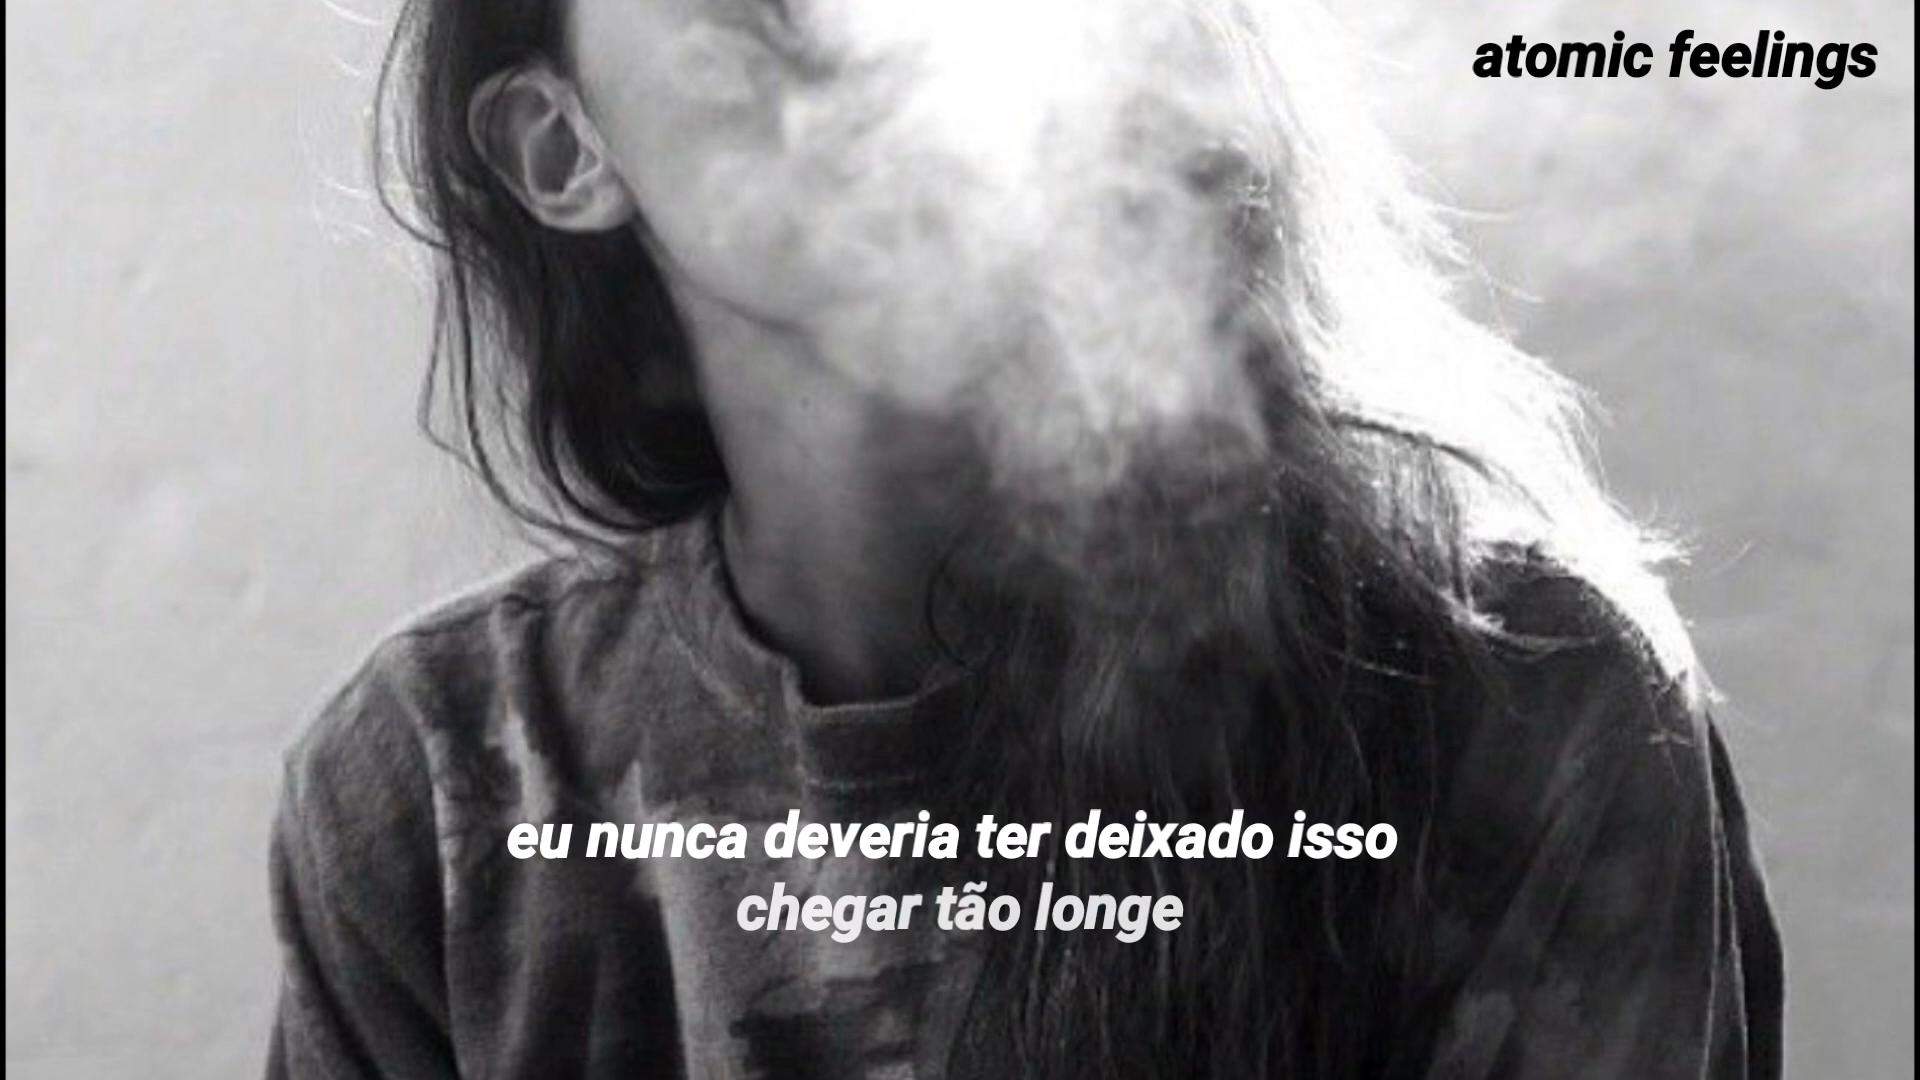 atomic feelings
eu nunca deveria ter deixado isso
chegar tão longe